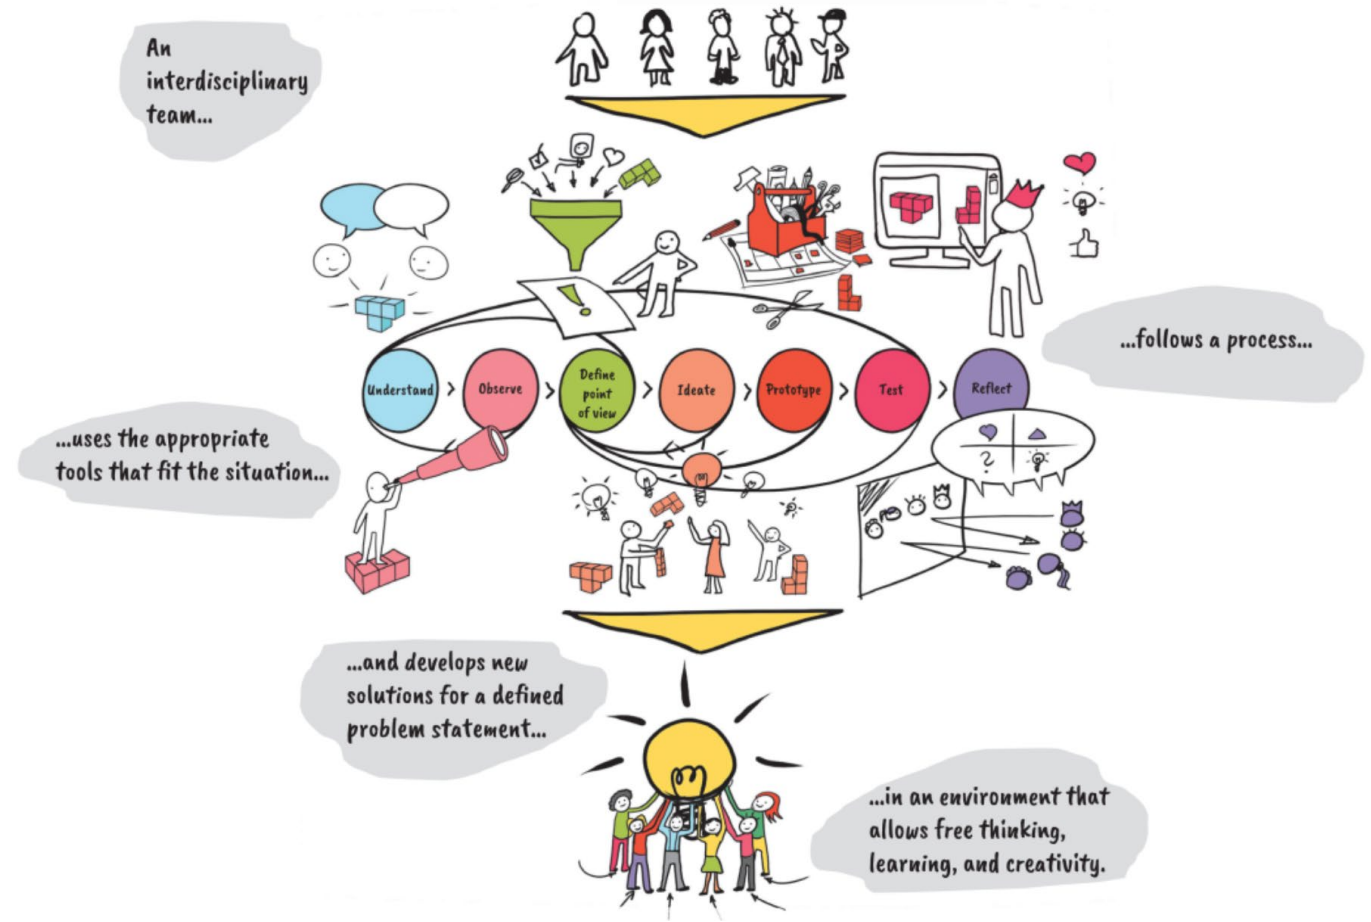 An
interdisciplinary
team...
...follows a process...
Understand
Observe
Define
point
of view
Ideate
Prototype
Test
Reflect
...uses the appropriate
tools that fit the situation...
?
...and develops new
solutions for a defined
problem statement...
...in an environment that
allows free thinking,
learning, and creativity.